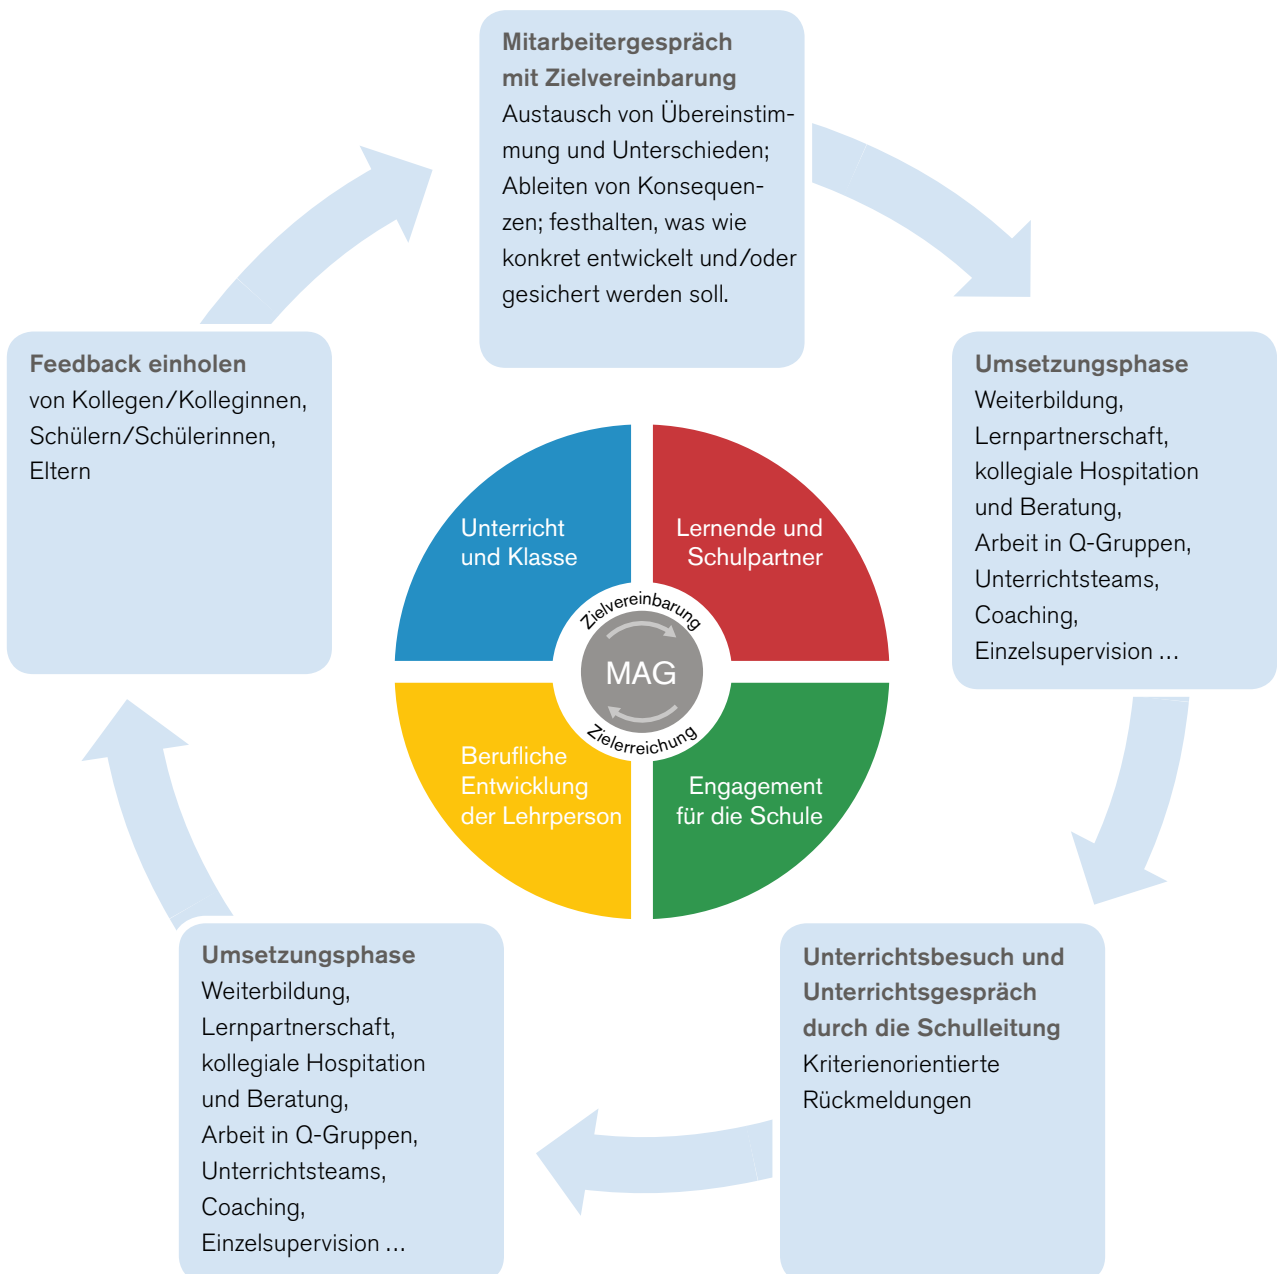 Mitarbeitergespräch
mit Zielvereinbarung
Austausch von Übereinstim-
mung und Unterschieden;
Ableiten von Konsequen-
zen; festhalten, was wie
konkret entwickelt und/oder
gesichert werden soll.
Feedback einholen
von Kollegen/Kolleginnen,
Schülern/Schülerinnen,
Eltern
Umsetzungsphase
Weiterbildung,
Lernpartnerschaft,
kollegiale Hospitation
und Beratung,
Arbeit in Q-Gruppen,
Unterrichtsteams,
Coaching,
Einzelsupervision ...
Unterricht
und Klasse
Lernende und
Schulpartner
Zielvereinbarung
MAG
Zielerreichung
Berufliche
Entwicklung
der Lehrperson
Engagement
für die Schule
Umsetzungsphase
Weiterbildung,
Lernpartnerschaft,
kollegiale Hospitation
und Beratung,
Arbeit in Q-Gruppen,
Unterrichtsteams,
Coaching,
Einzelsupervision ...
Unterrichtsbesuch und
Unterrichtsgespräch
durch die Schulleitung
Kriterienorientierte
Rückmeldungen